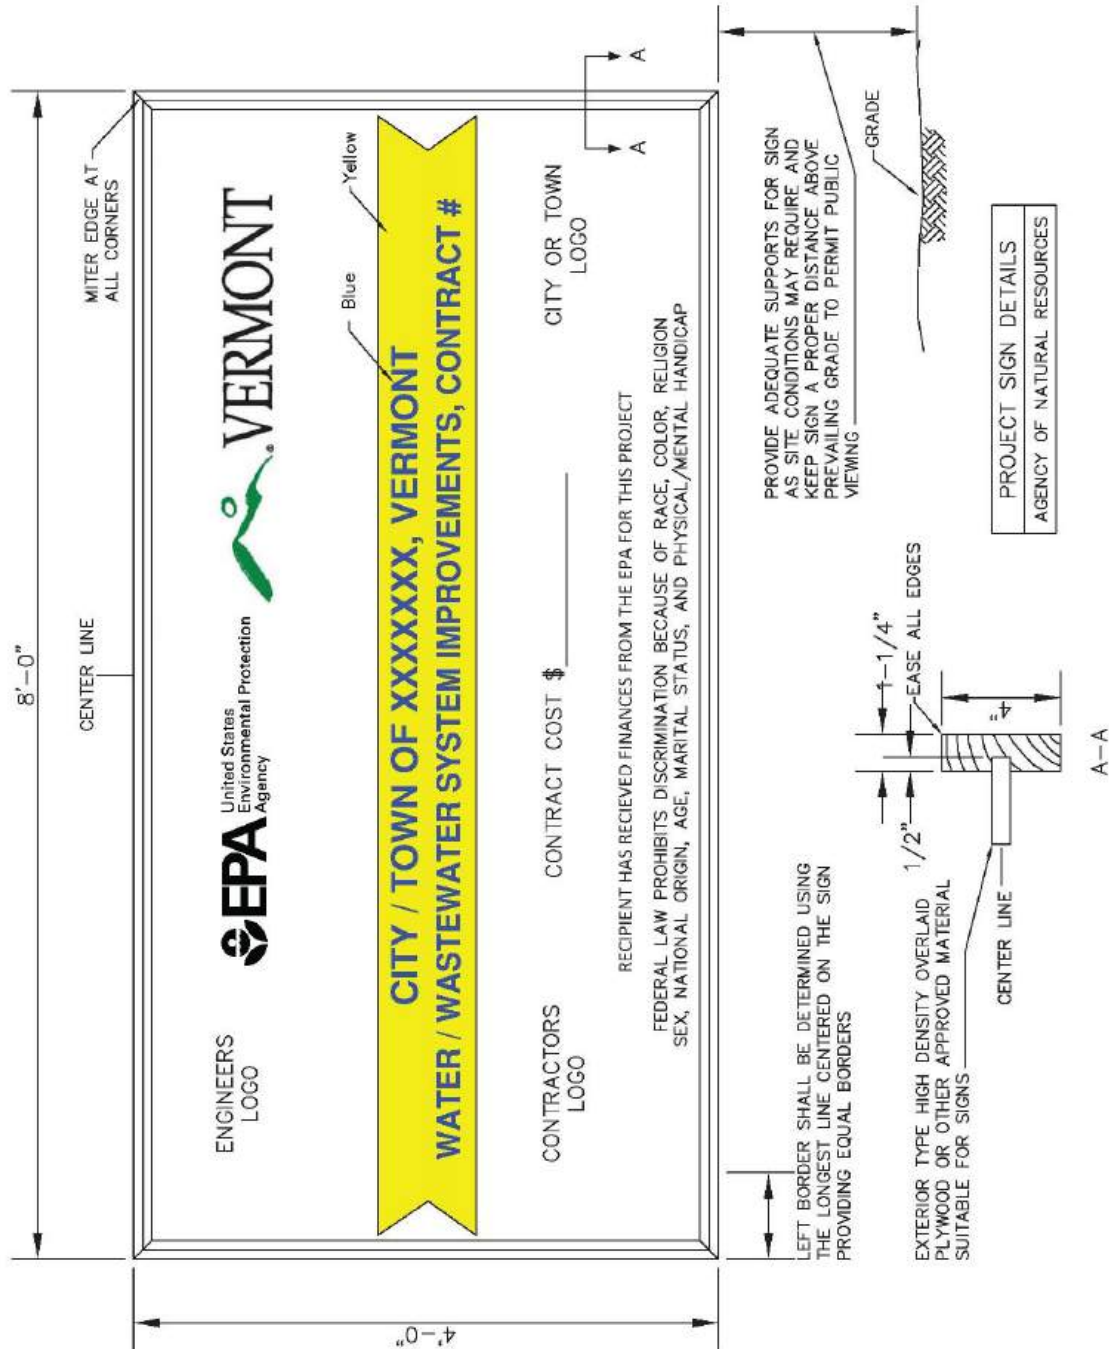 8'-0"
CENTER LINE
MITER EDGE AT
ALL CORNERS
4'-0"
ENGINEERS
LOGO
EPA
United States
Environmental Protection
Agency
VERMONT
Blue
Yellow
CITY / TOWN OF XXXXXX, VERMONT
WATER / WASTEWATER SYSTEM IMPROVEMENTS, CONTRACT #
CONTRACTORS
LOGO
CONTRACT COST $
CITY OR TOWN
LOGO
A
A
RECIPIENT HAS RECIEVED FINANCES FROM THE EPA FOR THIS PROJECT
FEDERAL LAW PROHIBITS DISCRIMINATION BECAUSE OF RACE, COLOR, RELIGION
SEX, NATIONAL ORIGIN, AGE, MARITAL STATUS, AND PHYSICAL/MENTAL HANDICAP
LEFT BORDER SHALL BE DETERMINED USING
THE LONGEST LINE CENTERED ON THE SIGN
PROVIDING EQUAL BORDERS
PROVIDE ADEQUATE SUPPORTS FOR SIGN
AS SITE CONDITIONS MAY REQUIRE AND
KEEP SIGN A PROPER DISTANCE ABOVE
PREVAILING GRADE TO PERMIT PUBLIC
VIEWING
GRADE
EXTERIOR TYPE HIGH DENSITY OVERLAID
PLYWOOD OR OTHER APPROVED MATERIAL
SUITABLE FOR SIGNS
CENTER LINE
1/2"
1-1/4"
EASE ALL EDGES
4"
A-A
PROJECT SIGN DETAILS
AGENCY OF NATURAL RESOURCES